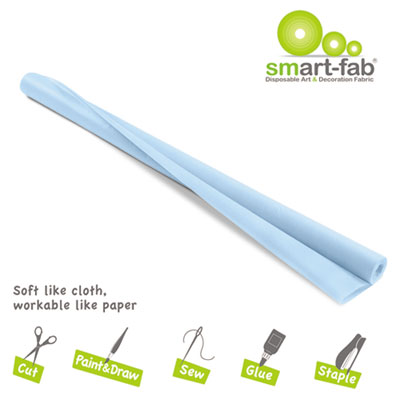 smart-fab®
Disposable Art & Decoration Fabric
Soft like cloth,
workable like paper
Cut
Paint&Draw
Sew
Glue
Staple